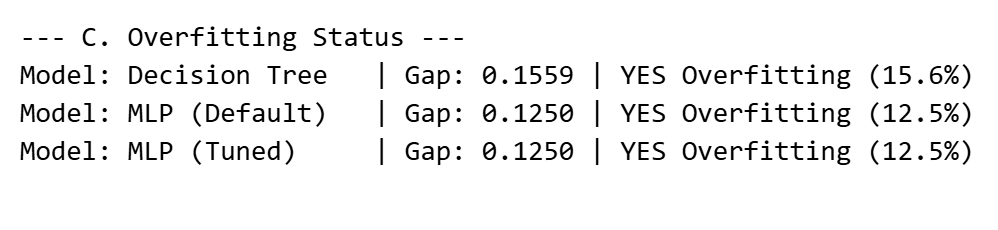 --- C. Overfitting Status ---
Model: Decision Tree   | Gap: 0.1559 | YES Overfitting (15.6%)
Model: MLP (Default)   | Gap: 0.1250 | YES Overfitting (12.5%)
Model: MLP (Tuned)     | Gap: 0.1250 | YES Overfitting (12.5%)